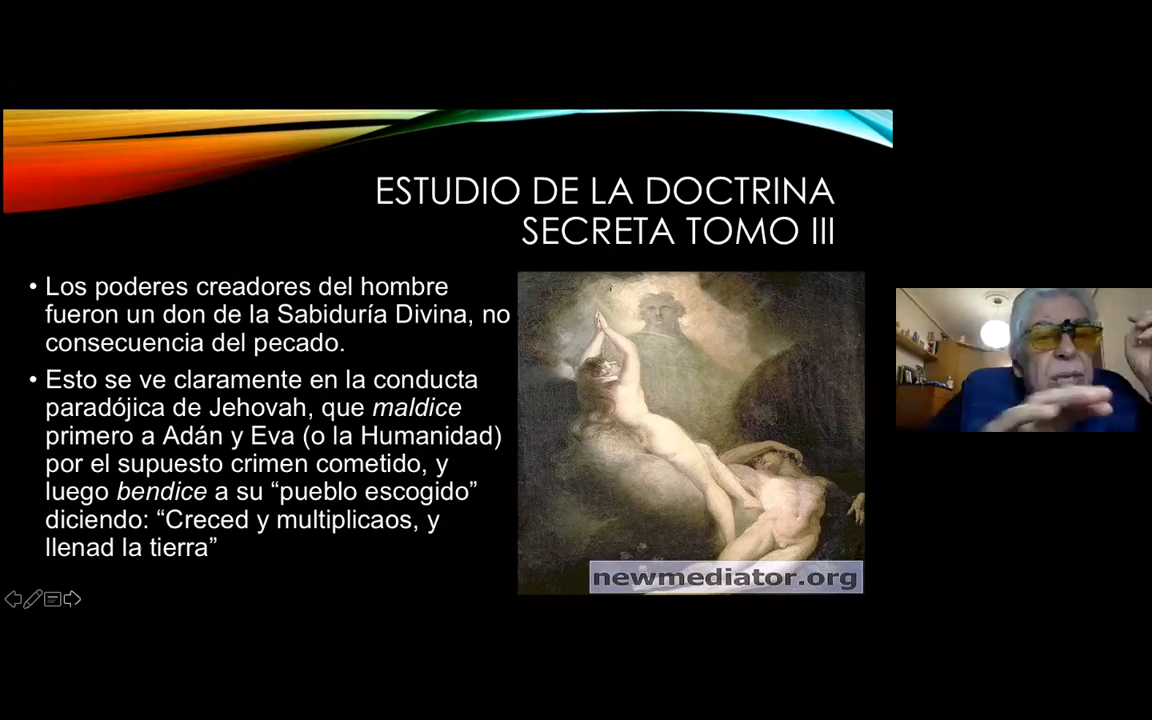 ESTUDIO DE LA DOCTRINA
SECRETA TOMO III
• Los poderes creadores del hombre
fueron un don de la Sabiduría Divina, no
consecuencia del pecado.
• Esto se ve claramente en la conducta
paradójica de Jehovah, que maldice
primero a Adán y Eva (o la Humanidad)
por el supuesto crimen cometido, y
luego bendice a su “pueblo escogido”
diciendo: “Creced y multiplicaos, y
llenad la tierra”
newmediator.org